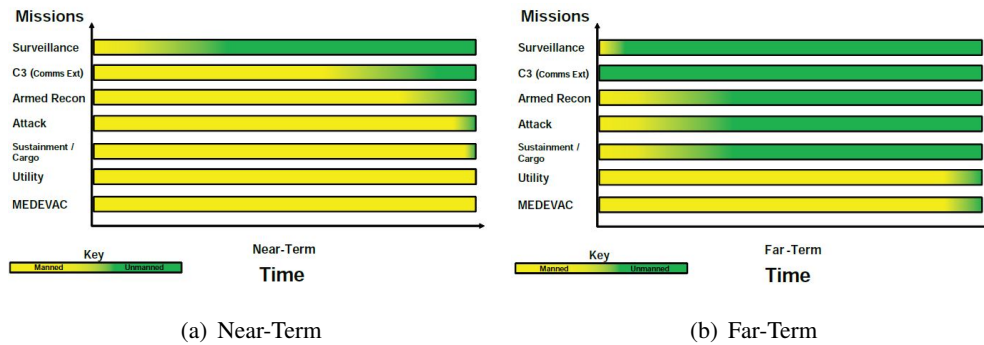 Missions
Surveillance
C3 (Comms Ext)
Armed Recon
Attack
Sustainment /
Cargo
Utility
MEDEVAC
Near-Term
Key
Manned Unmanned
Time
(a) Near-Term
Missions
Surveillance
C3 (Comms Ext)
Armed Recon
Attack
Sustainment /
Cargo
Utility
MEDEVAC
Far-Term
Key
Manned Unmanned
Time
(b) Far-Term